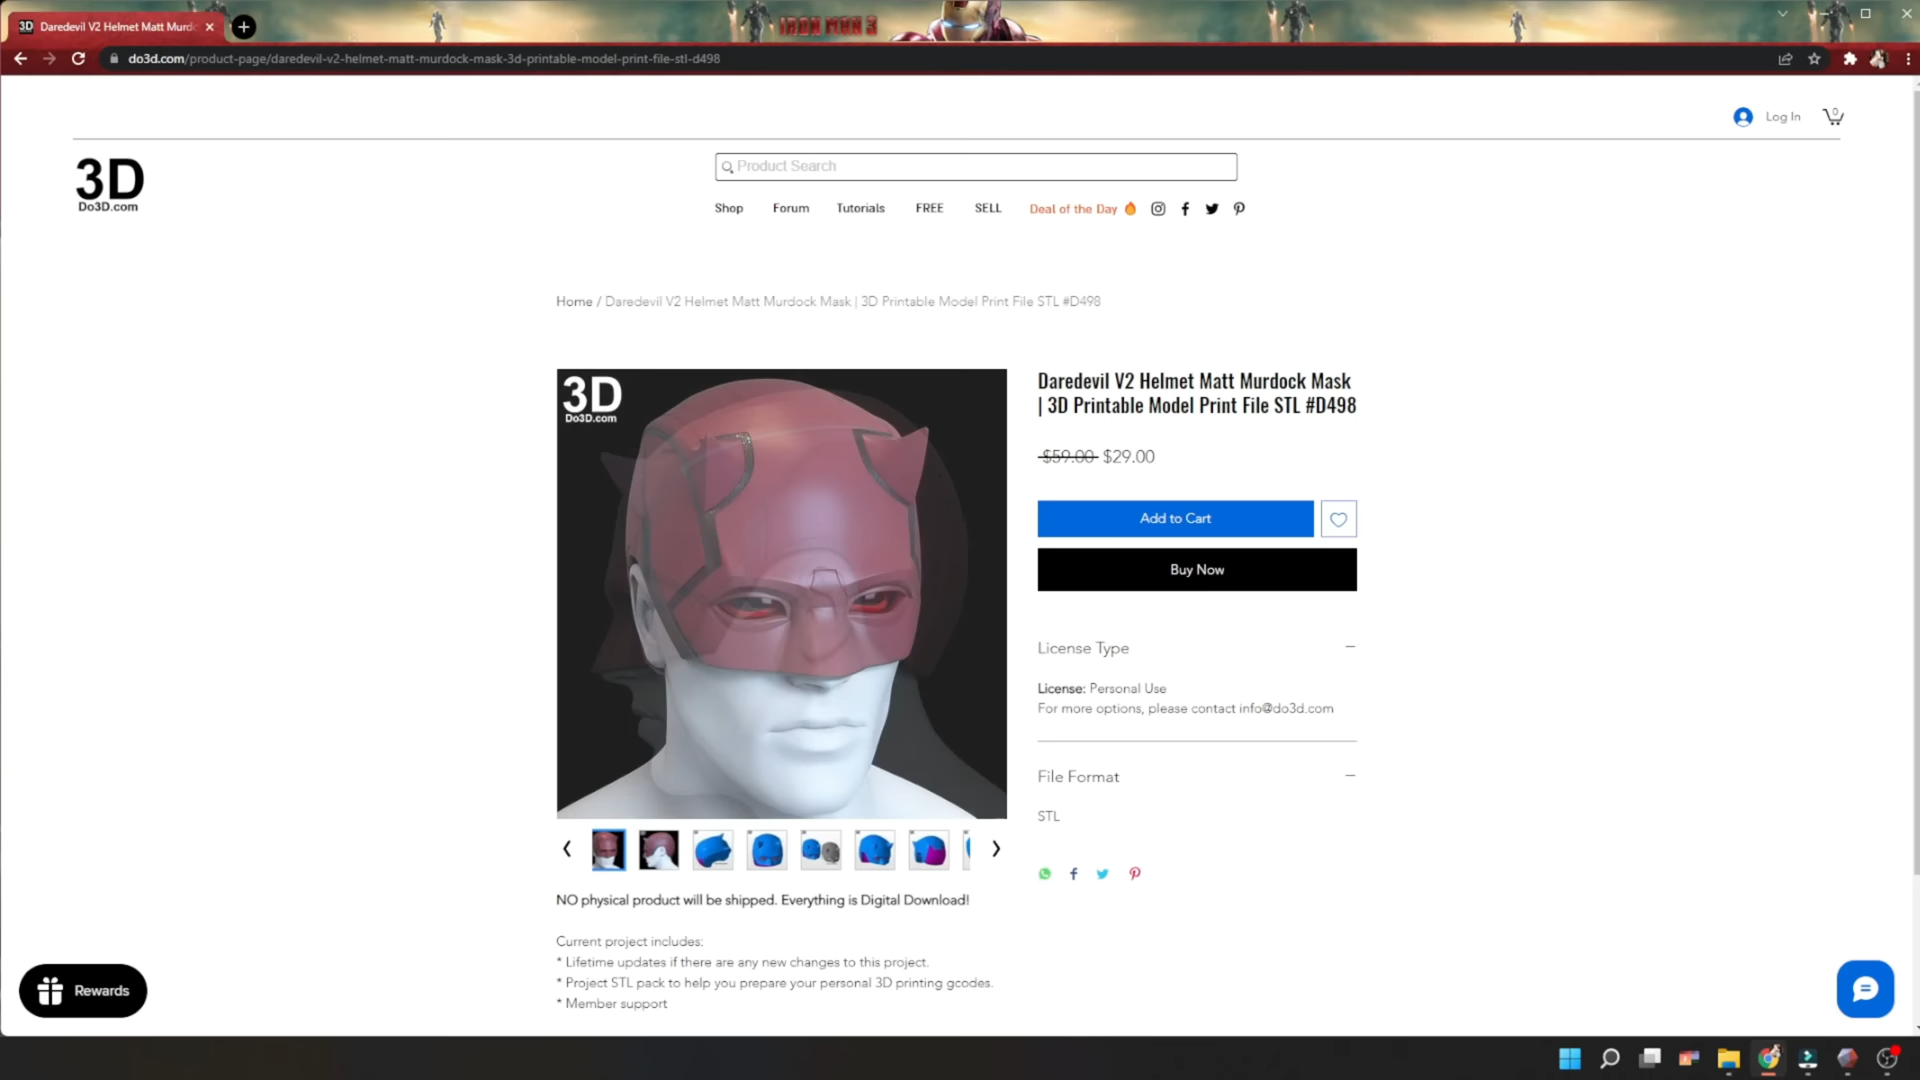 3D Daredevil V2 Helmet Matt Murdo
IRON MAN 3
do3d.com/product-page/daredevil-v2-helmet-matt-murdock-mask-3d-printable-model-print-file-stl-d498
Log In
0
3D
Do3D.com
Product Search
Shop Forum Tutorials FREE SELL Deal of the Day
Home / Daredevil V2 Helmet Matt Murdock Mask | 3D Printable Model Print File STL #D498
3D
Do3D.com
Daredevil V2 Helmet Matt Murdock Mask
| 3D Printable Model Print File STL #D498
$59.00 $29.00
Add to Cart
Buy Now
License Type
License: Personal Use
For more options, please contact info@do3d.com
File Format
STL
NO physical product will be shipped. Everything is Digital Download!
Current project includes:
* Lifetime updates if there are any new changes to this project.
* Project STL pack to help you prepare your personal 3D printing gcodes.
* Member support
Rewards